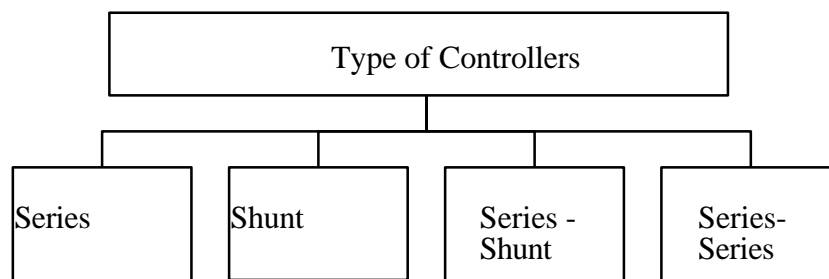 Type of Controllers
Series
Shunt
Series -
Shunt
Series-
Series